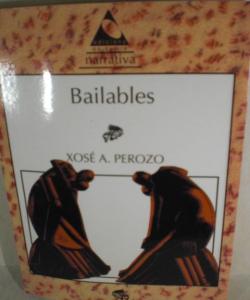 narrativa
Bailables
XOSÉ A. PEROZO